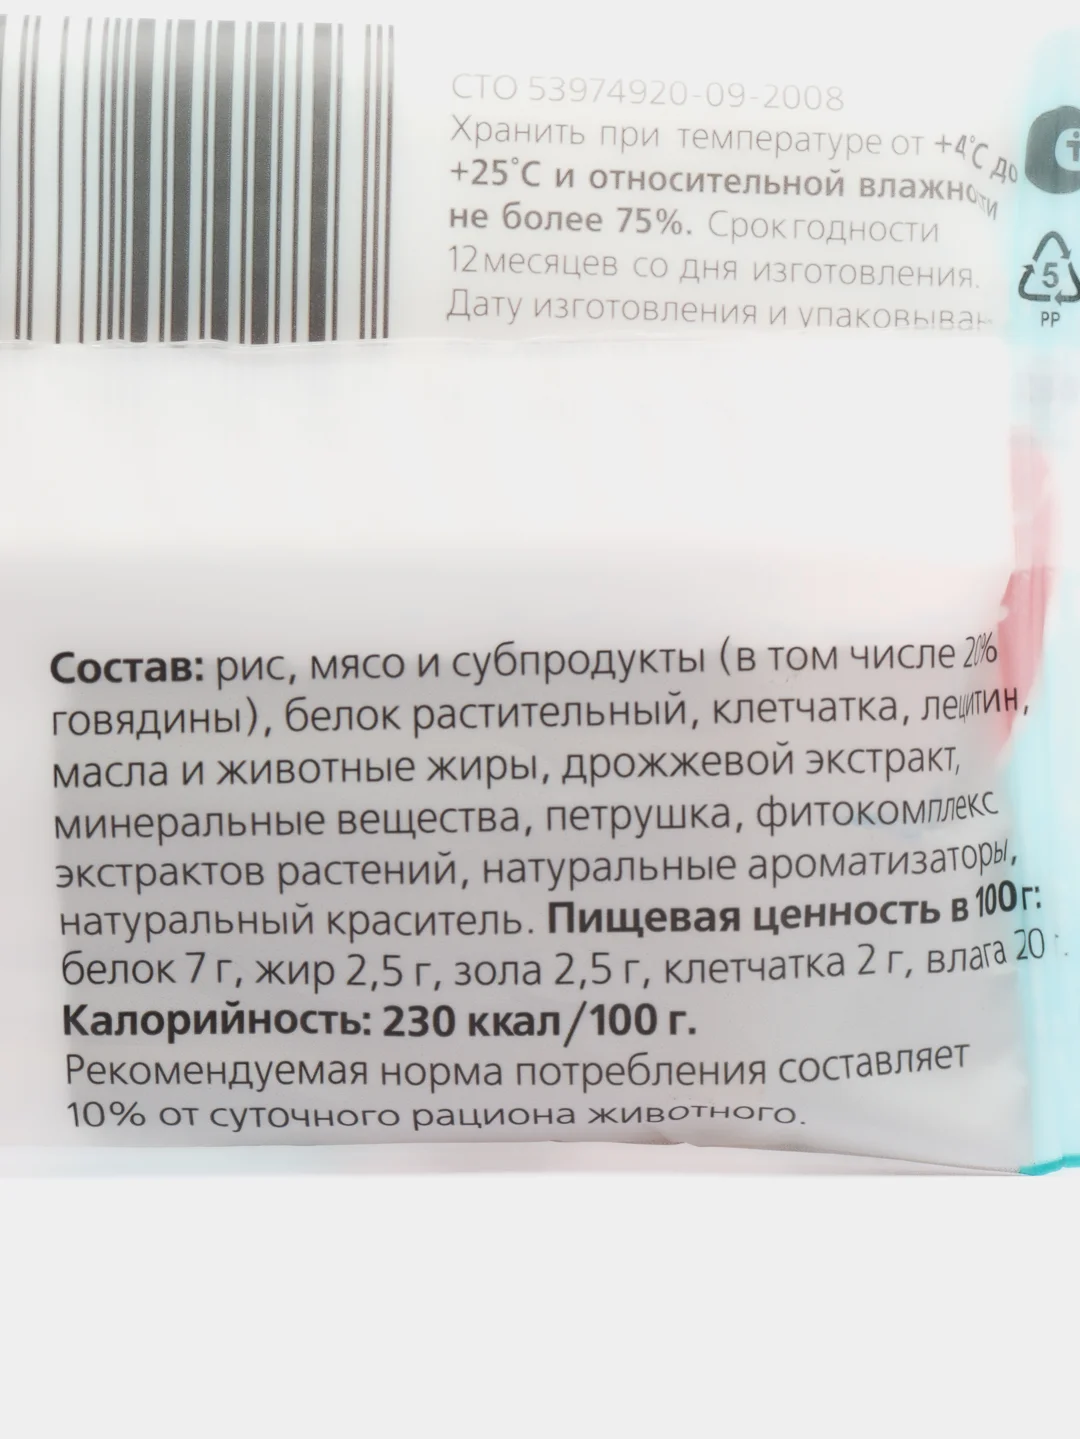 СТО 53974920-09-2008
Хранить при температуре от +4°С до
+25°С и относительной влажности
не более 75%. Срок годности
12 месяцев со дня изготовления.
Дату изготовления и упаковыван
5
PP
Состав: рис, мясо и субпродукты (в том числе 20%
говядины), белок растительный, клетчатка, лецитин,
масла и животные жиры, дрожжевой экстракт,
минеральные вещества, петрушка, фитокомплекс
экстрактов растений, натуральные ароматизаторы,
натуральный краситель. Пищевая ценность в 100 г:
белок 7 г, жир 2,5 г, зола 2,5 г, клетчатка 2 г, влага 20 г.
Калорийность: 230 ккал/100 г.
Рекомендуемая норма потребления составляет
10% от суточного рациона животного.